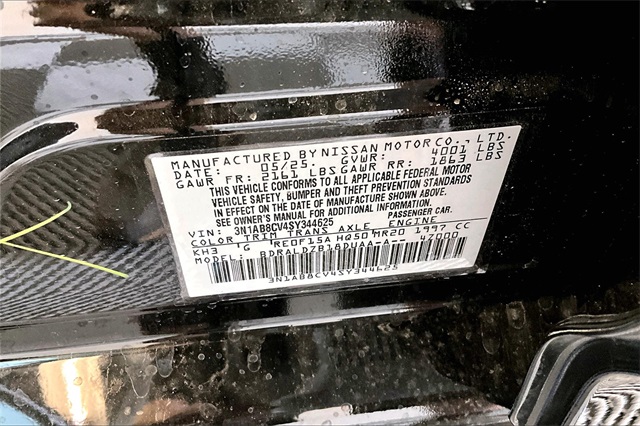 MANUFACTURED BY NISSAN MOTOR CO., LTD.
DATE: 05/25. GVWR: 4001 LBS
GAWR FR: 2161 LBS GAWR RR: 1863 LBS
THIS VEHICLE CONFORMS TO ALL APPLICABLE FEDERAL MOTOR
VEHICLE SAFETY, BUMPER AND THEFT PREVENTION STANDARDS
IN EFFECT ON THE DATE OF MANUFACTURE SHOWN ABOVE.
SEE OWNER'S MANUAL FOR ADDITIONAL INFORMATION
VIN: 3N1AB8CV4SY344625 PASSENGER CAR.
COLOR TRIM TRANS AXLE ENGINE
KH3 'G 'RE0F15A HQ50 MR20 1997 CC
MODEL: BDRALDZB16DUAA-A-- 47000
3N1AB8CV4SY344625